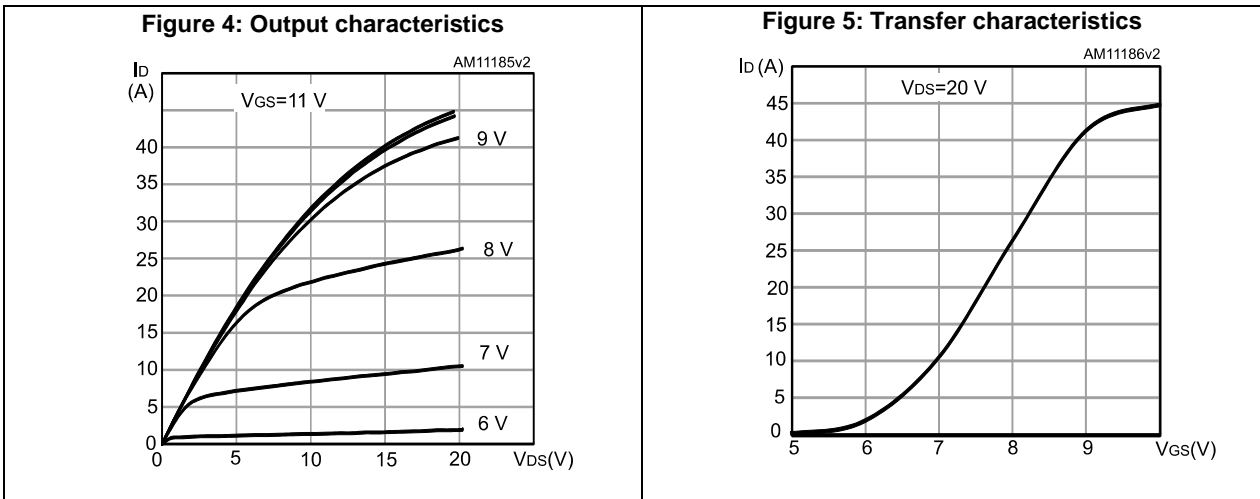 Figure 4: Output characteristics
AM11185v2
ID
(A)
VGS=11 V
9 V
8 V
7 V
6 V
40
35
30
25
20
15
10
5
0
0 5 10 15 20 VDS(V)
Figure 5: Transfer characteristics
AM11186v2
ID (A)
VDS=20 V
45
40
35
30
25
20
15
10
5
0
5 6 7 8 9 VGS(V)